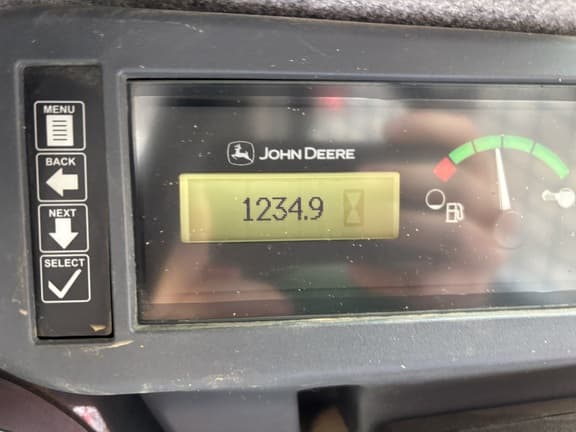 MENU
BACK
NEXT
SELECT
JOHN DEERE
1234.9